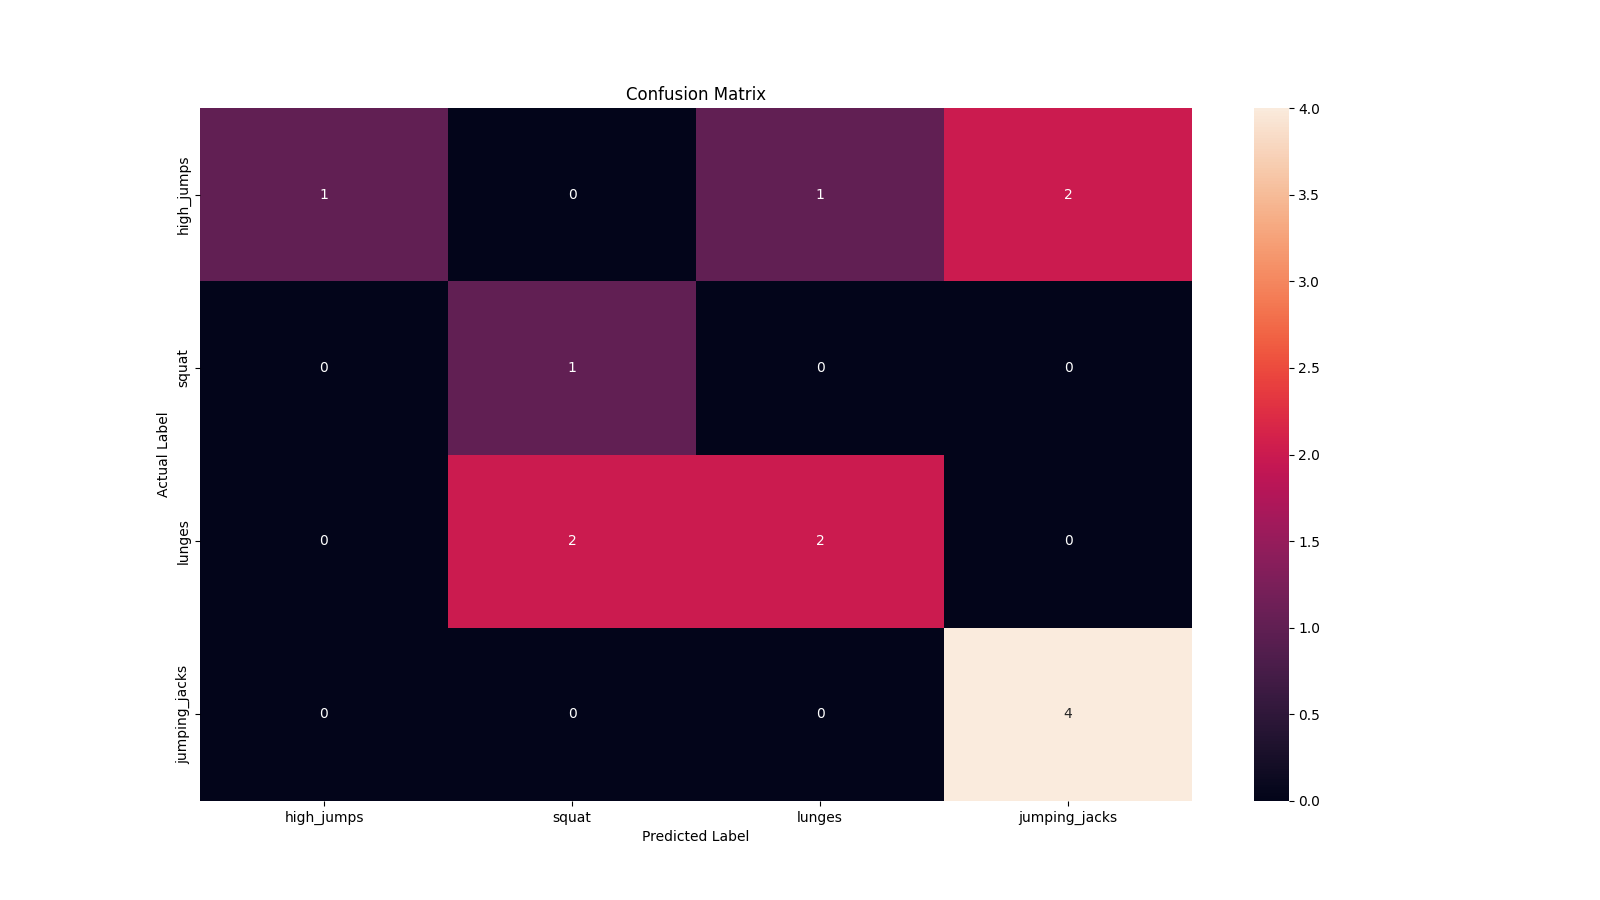 Confusion Matrix
high_jumps 1 0 1 2
squat 0 1 0 0
lunges 0 2 2 0
jumping_jacks 0 0 0 4
Actual Label
high_jumps squat lunges jumping_jacks
Predicted Label
4.0
3.5
3.0
2.5
2.0
1.5
1.0
0.5
0.0